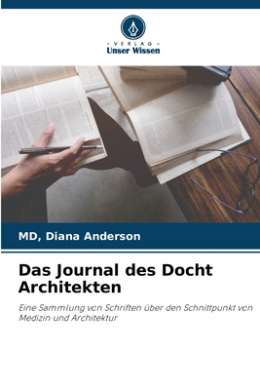 • VERLAG •
Unser Wissen
MD, Diana Anderson
Das Journal des Docht
Architekten
Eine Sammlung von Schriften über den Schnittpunkt von
Medizin und Architektur